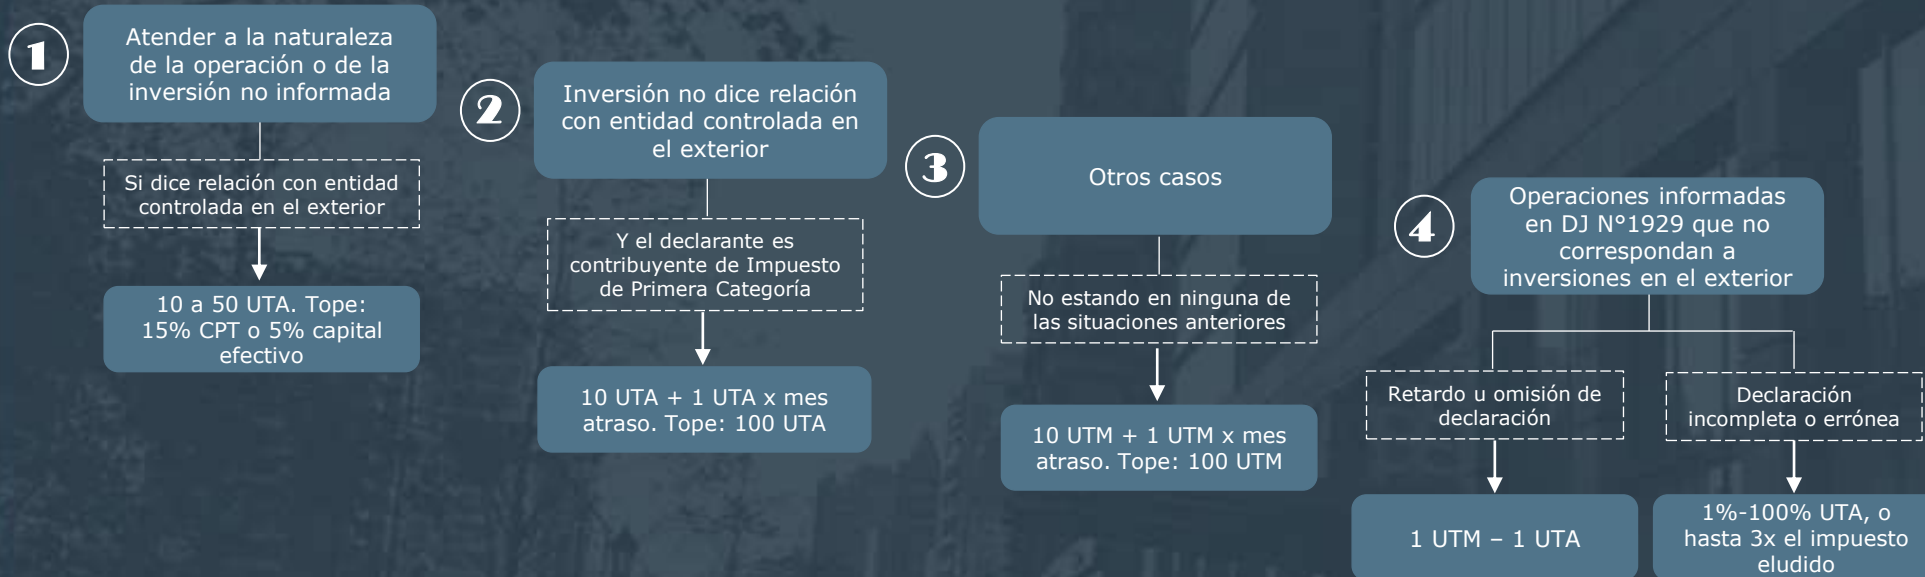 1
Atender a la naturaleza
de la operación o de la
inversión no informada
Si dice relación con entidad
controlada en el exterior
10 a 50 UTA. Tope:
15% CPT o 5% capital
efectivo
2
Inversión no dice relación
con entidad controlada en
el exterior
Y el declarante es
contribuyente de Impuesto
de Primera Categoría
10 UTA + 1 UTA x mes
atraso. Tope: 100 UTA
3
Otros casos
No estando en ninguna de
las situaciones anteriores
10 UTM + 1 UTM x mes
atraso. Tope: 100 UTM
4
Operaciones informadas
en DJ N°1929 que no
correspondan a
inversiones en el exterior
Retardo u omisión de
declaración
1 UTM – 1 UTA
Declaración
incompleta o errónea
1%-100% UTA, o
hasta 3x el impuesto
eludido